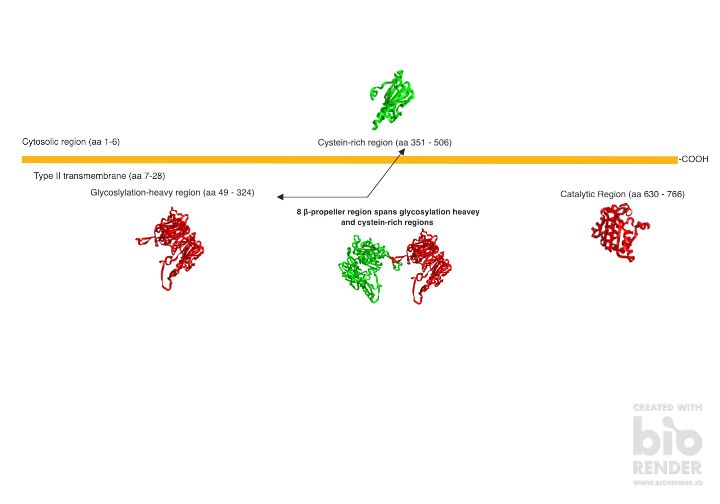 Cytosolic region (aa 1-6)
Cystein-rich region (aa 351 - 506)
-COOH
Type II transmembrane (aa 7-28)
Glycoslylation-heavy region (aa 49 - 324)
Catalytic Region (aa 630 - 766)
8 β-propeller region spans glycosylation heavey
and cystein-rich regions
CREATED WITH
bio
RENDER
WWW.BIORENDER.IO